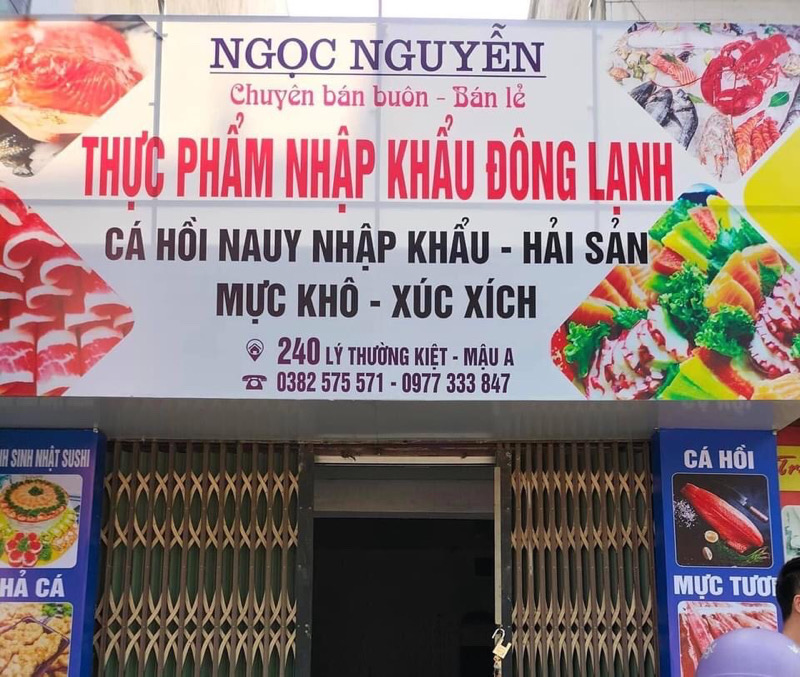 NGỌC NGUYỄN
Chuyên bán buôn - Bán lẻ
THỰC PHẨM NHẬP KHẨU ĐÔNG LẠNH
CÁ HỒI NAUY NHẬP KHẨU - HẢI SẢN
MỰC KHÔ - XÚC XÍCH
240 LÝ THƯỜNG KIỆT - MẬU A
0382 575 571 - 0977 333 847
NH SINH NHẬT SUSHI
HẢ CÁ
CÁ HỒI
MỰC TƯƠI